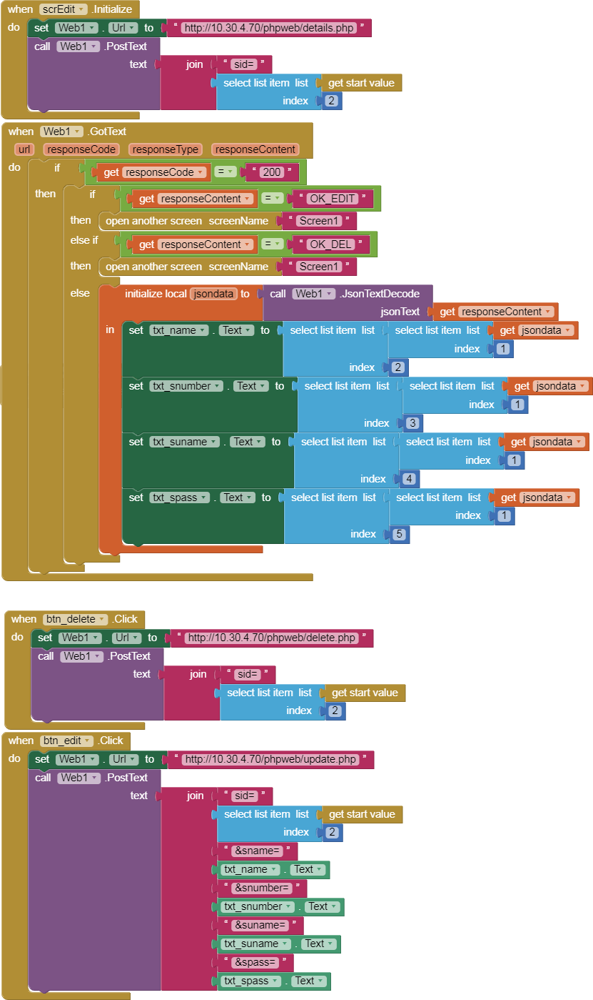 when scrEdit .Initialize
do set Web1 . Url to “ http://10.30.4.70/phpweb/details.php ”
call Web1 .PostText
text join “ sid= ”
select list item list get start value
index 2
when Web1 .GotText
url responseCode responseType responseContent
do if get responseCode = “ 200 ”
then if get responseContent = “ OK_EDIT ”
then open another screen screenName “ Screen1 ”
else if get responseContent = “ OK_DEL ”
then open another screen screenName “ Screen1 ”
else initialize local jsondata to call Web1 .JsonTextDecode
jsonText get responseContent
in set txt_name . Text to select list item list select list item list get jsondata
index 1
index 2
set txt_snumber . Text to select list item list select list item list get jsondata
index 1
index 3
set txt_suname . Text to select list item list select list item list get jsondata
index 1
index 4
set txt_spass . Text to select list item list select list item list get jsondata
index 1
index 5
when btn_delete .Click
do set Web1 . Url to “ http://10.30.4.70/phpweb/delete.php ”
call Web1 .PostText
text join “ sid= ”
select list item list get start value
index 2
when btn_edit .Click
do set Web1 . Url to “ http://10.30.4.70/phpweb/update.php ”
call Web1 .PostText
text join “ sid= ”
select list item list get start value
index 2
“ &sname= ”
txt_name . Text
“ &snumber= ”
txt_snumber . Text
“ &suname= ”
txt_suname . Text
“ &spass= ”
txt_spass . Text